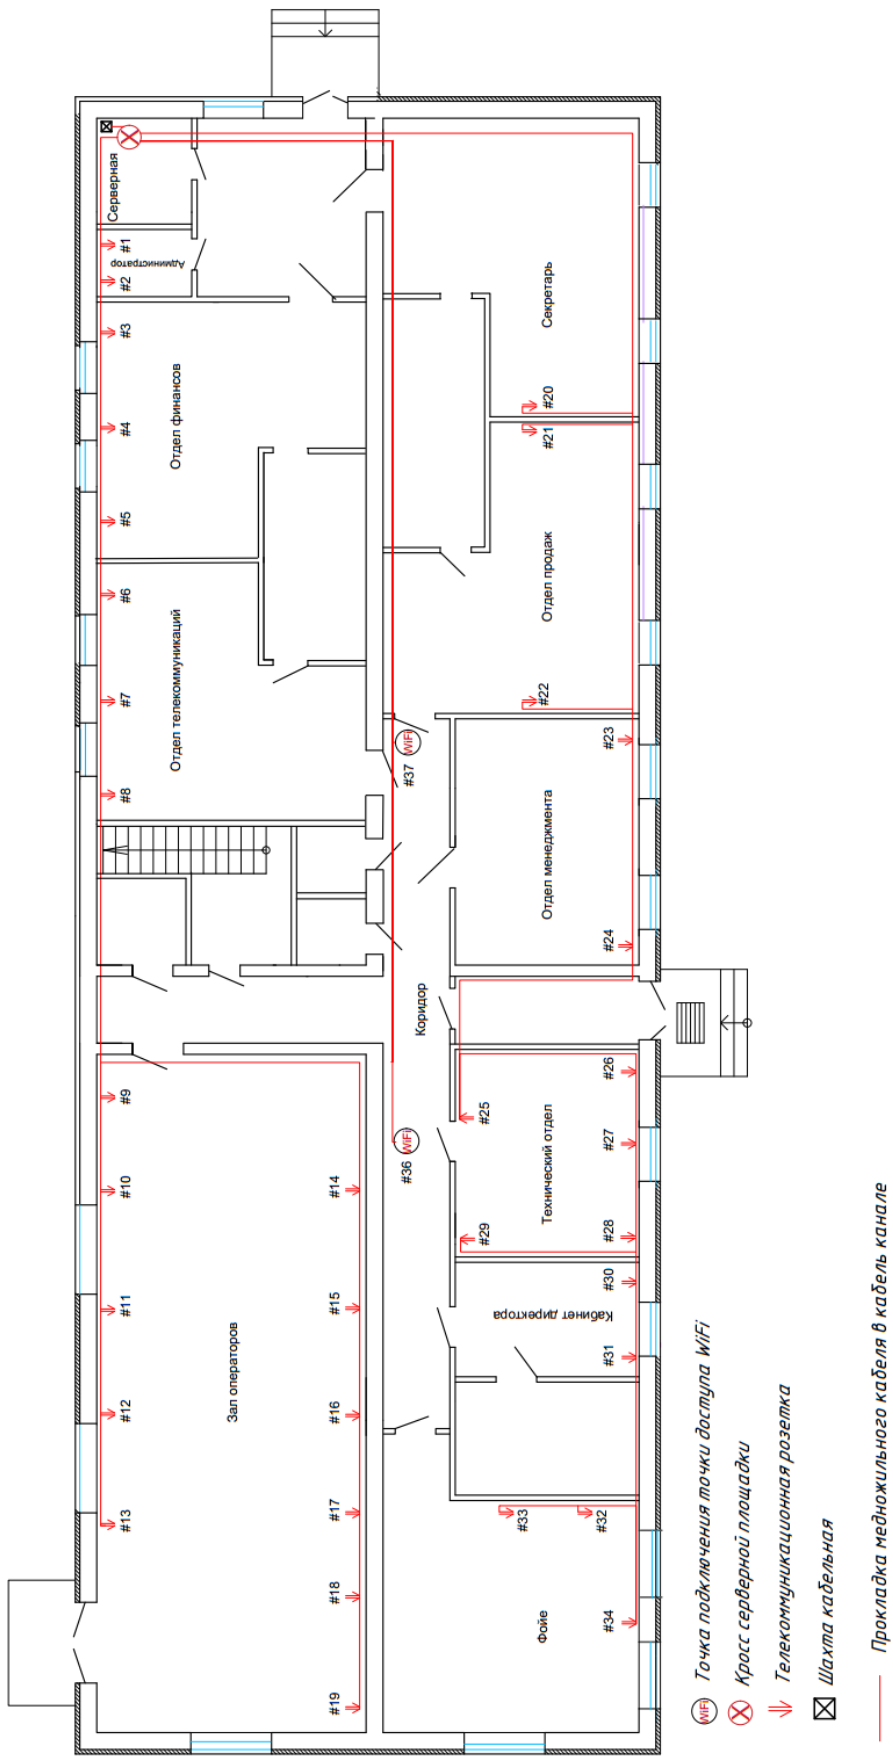 Серверная
#1
Администратор
#2
#3
Отдел финансов
#4
#5
#6
Отдел телекоммуникаций
#7
#8
#9
#10
#11
#12
#13
Зал операторов
#14
#15
#16
#17
#18
#19
Секретарь
#20
#21
Отдел продаж
#22
WiFi
#37
#23
Отдел менеджмента
#24
Коридор
WiFi
#36
#25
#26
Технический отдел
#27
#28
#29
#30
Кабинет директора
#31
#33
#32
Фойе
#34
WiFi Точка подключения точки доступа WiFi
Кросс серверной площадки
Телекоммуникационная розетка
Шахта кабельная
Прокладка медножильного кабеля в кабель канале